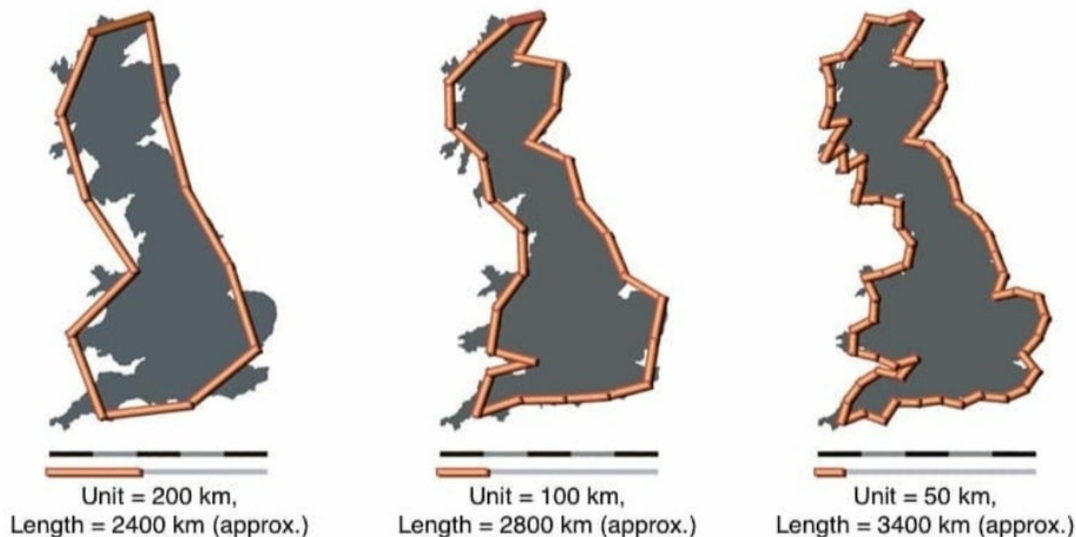 Unit = 200 km,
Length = 2400 km (approx.)
Unit = 100 km,
Length = 2800 km (approx.)
Unit = 50 km,
Length = 3400 km (approx.)